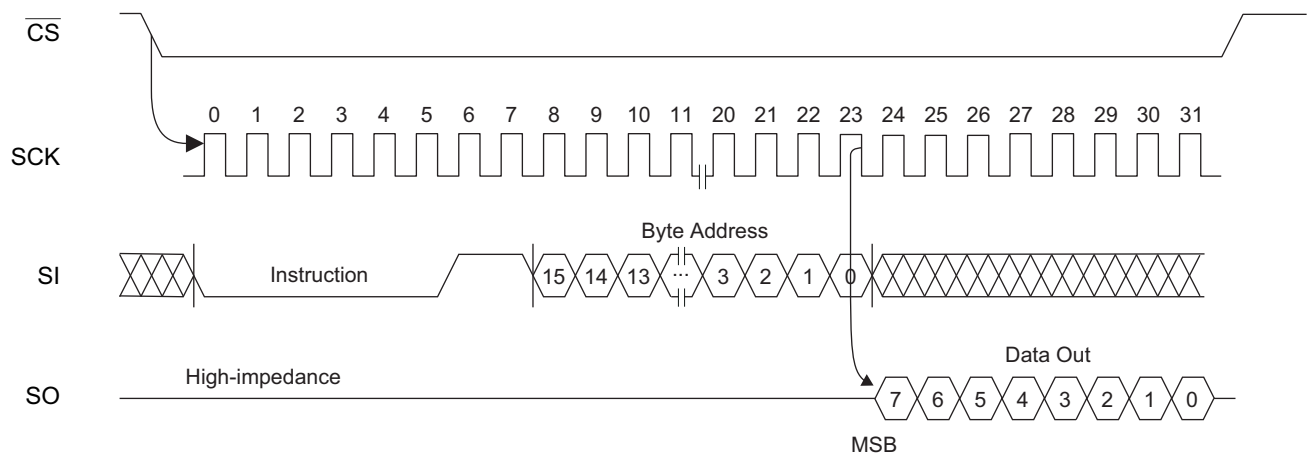 CS
0 1 2 3 4 5 6 7 8 9 10 11 20 21 22 23 24 25 26 27 28 29 30 31
SCK
Byte Address
SI
Instruction
15 14 13 ... 3 2 1 0
Data Out
High-impedance
SO
7 6 5 4 3 2 1 0
MSB